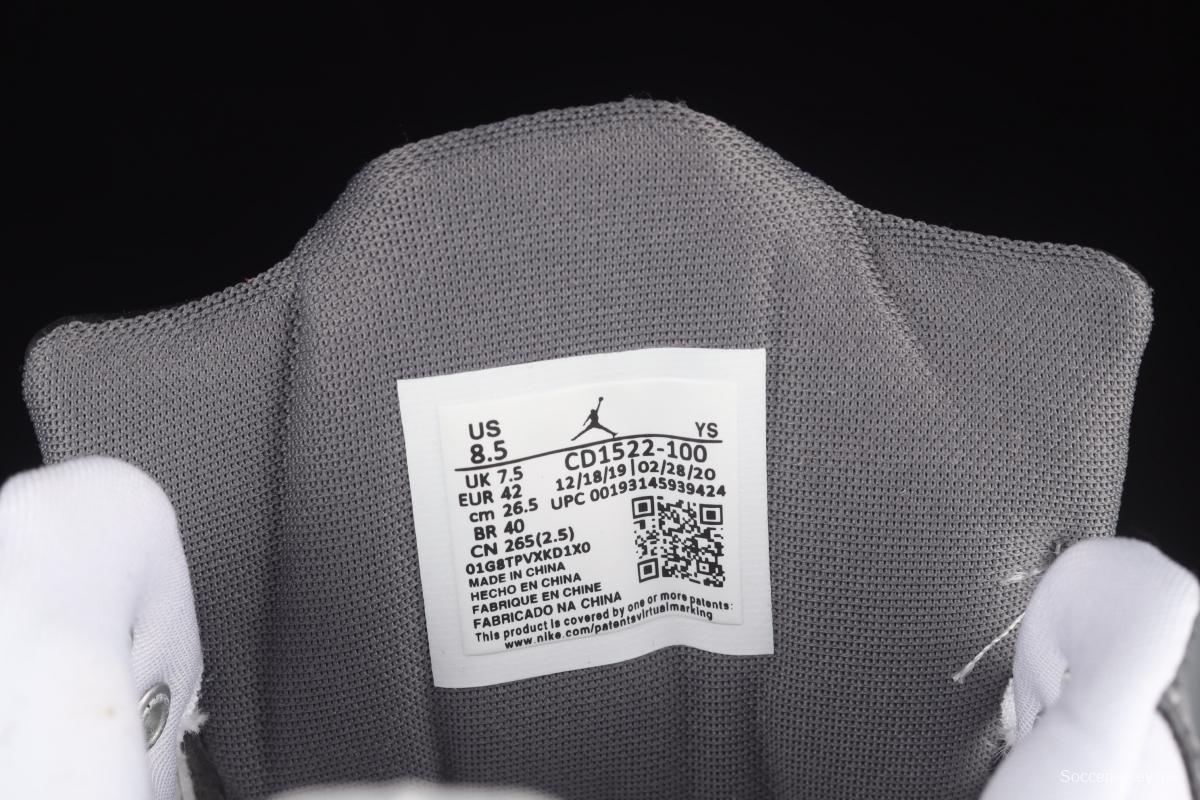 US
8.5
YS
UK 7.5
EUR 42
cm 26.5
BR 40
CN 265(2.5)
CD1522-100
12/18/19|02/28/20
UPC 00193145939424
01G8TPVXKD1X0
MADE IN CHINA
HECHO EN CHINA
FABRIQUE EN CHINE
FABRICADO NA CHINA
This product is covered by one or more patents:
www.nike.com/patentsvirtualmarking